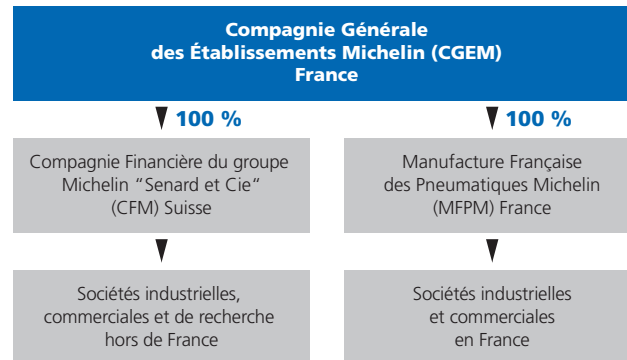 Compagnie Générale
des Établissements Michelin (CGEM)
France
100 %
100 %
Compagnie Financière du groupe
Michelin “Senard et Cie“
(CFM) Suisse
Manufacture Française
des Pneumatiques Michelin
(MFPM) France
Sociétés industrielles,
commerciales et de recherche
hors de France
Sociétés industrielles
et commerciales
en France